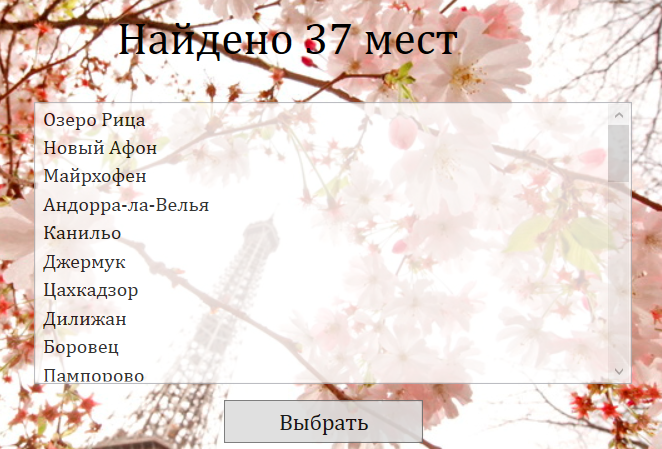 Найдено 37 мест
Озеро Рица
Новый Афон
Майрхофен
Андорра-ла-Велья
Канильо
Джермук
Цахкадзор
Дилижан
Боровец
Пампорово
Выбрать